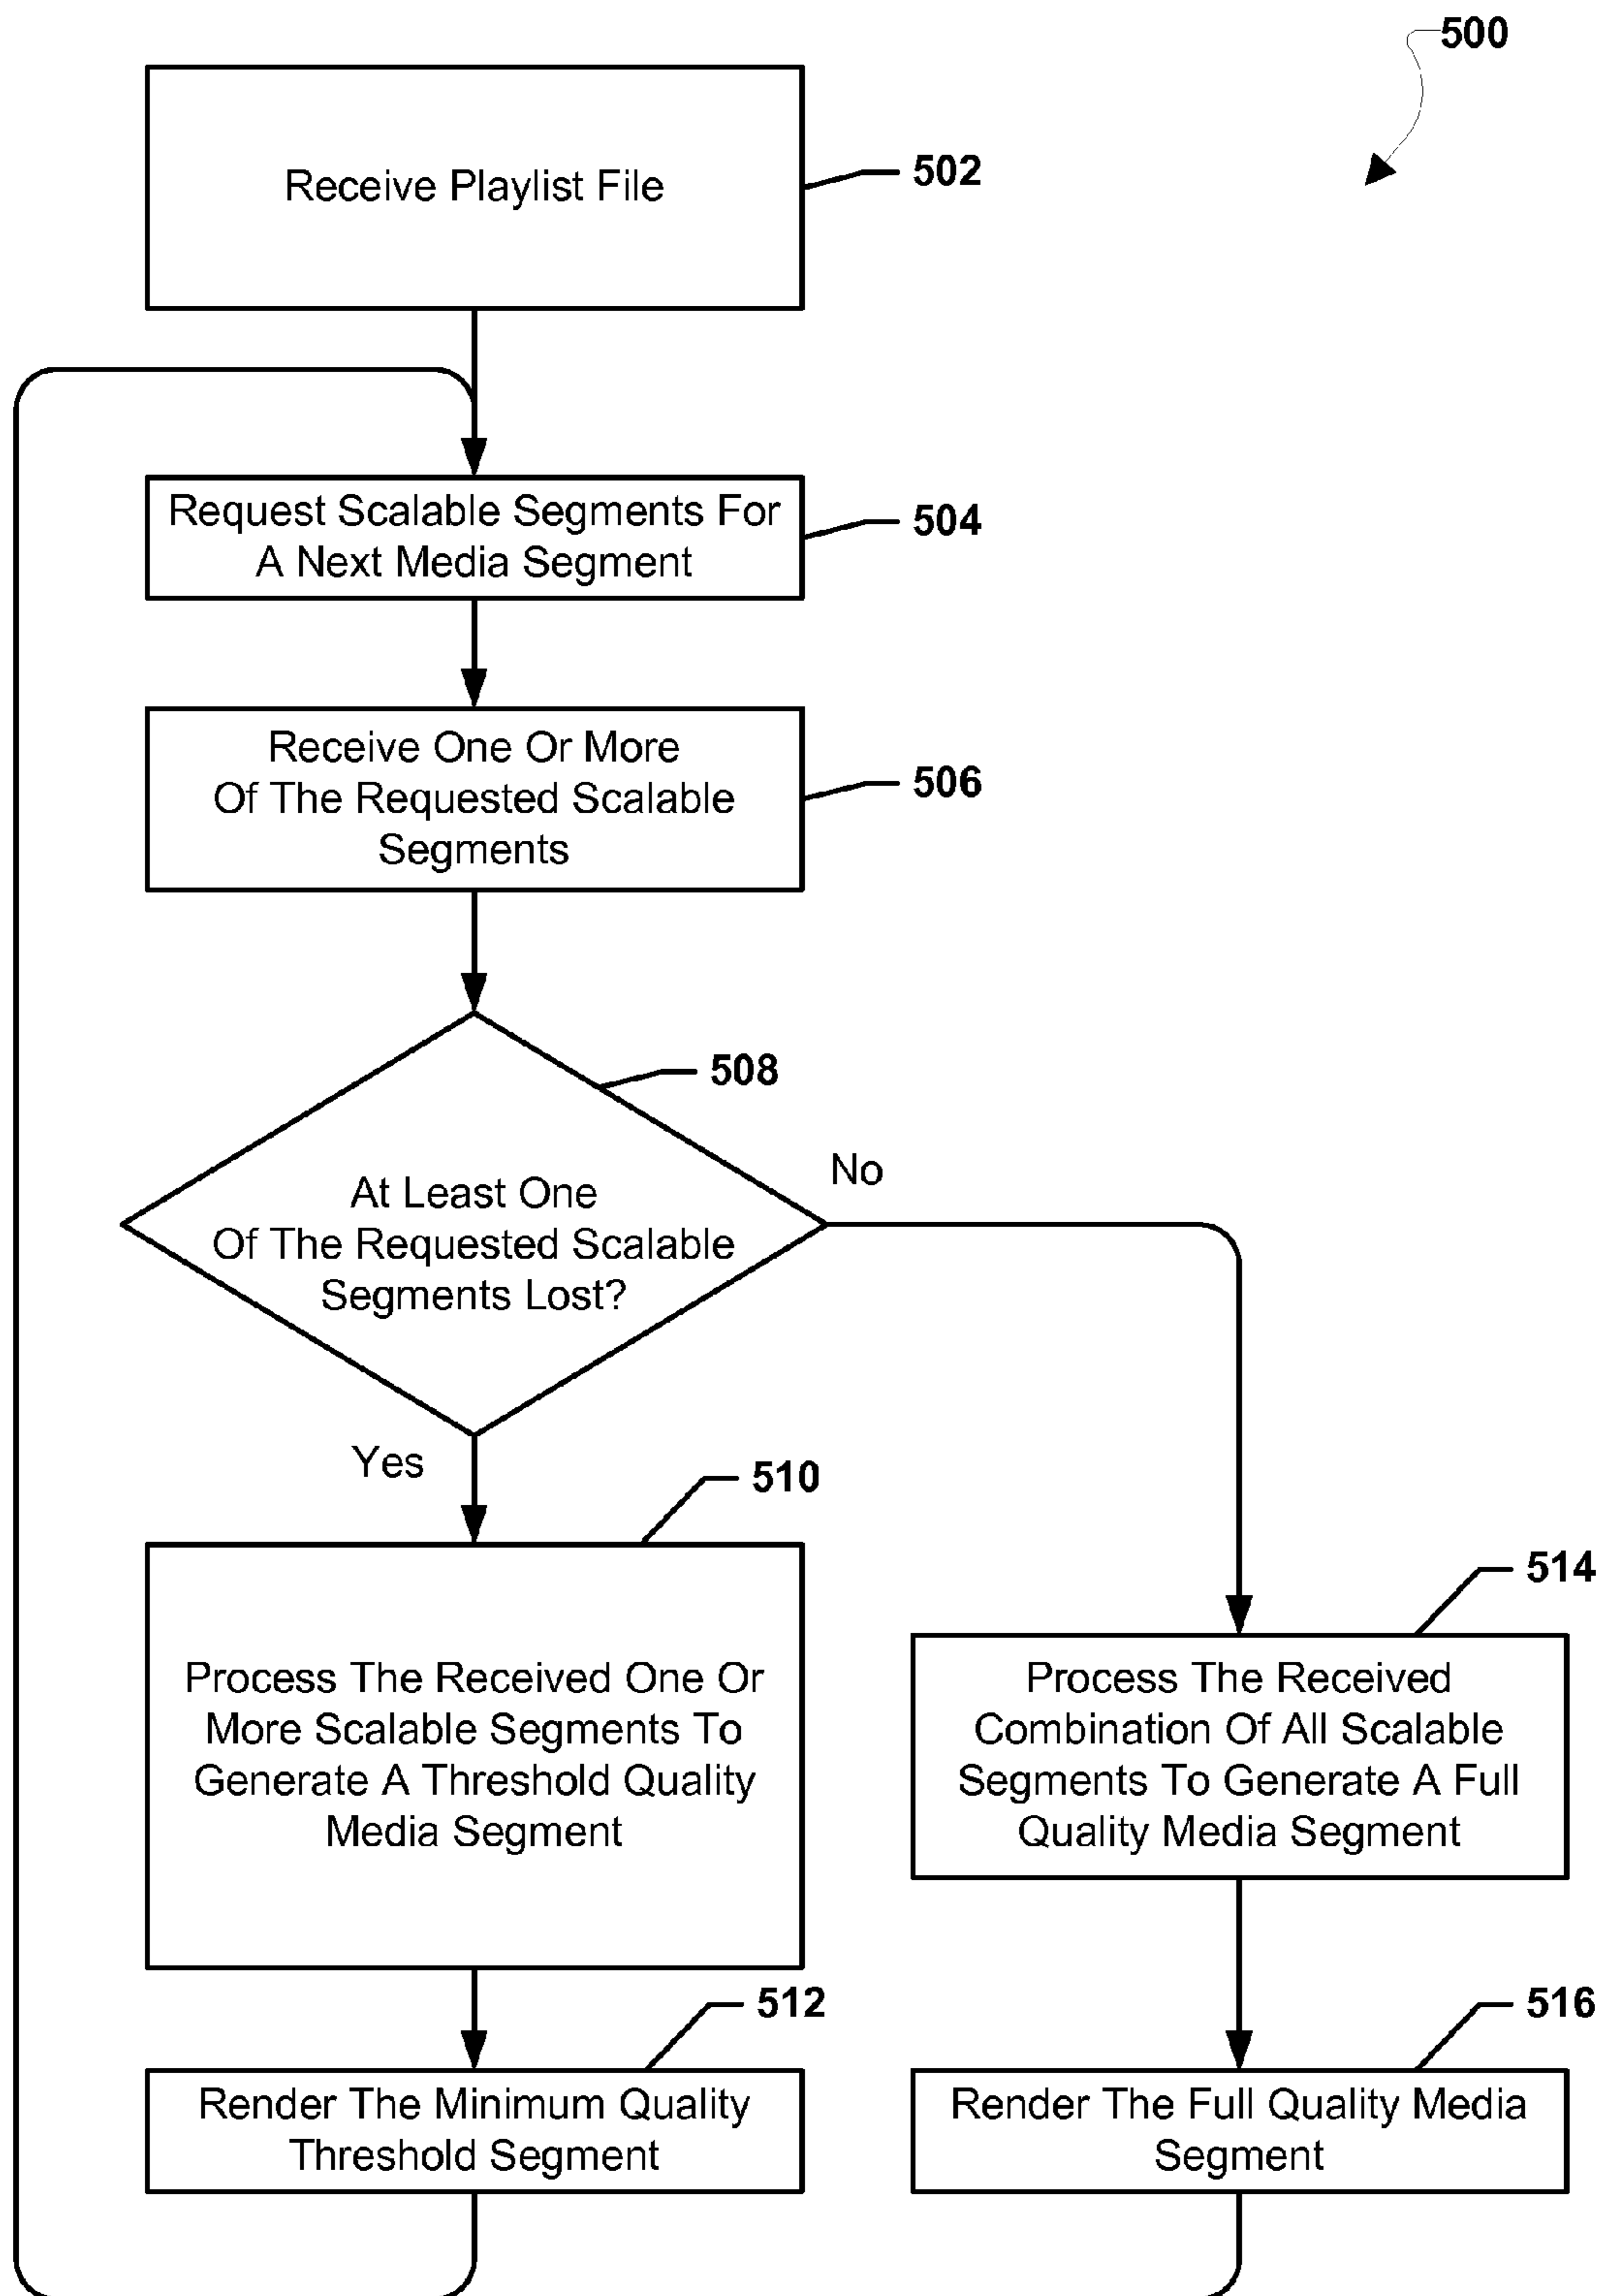 500
Receive Playlist File
502
Request Scalable Segments For
A Next Media Segment
504
Receive One Or More
Of The Requested Scalable
Segments
506
508
At Least One
Of The Requested Scalable
Segments Lost?
No
Yes
510
Process The Received One Or
More Scalable Segments To
Generate A Threshold Quality
Media Segment
514
Process The Received
Combination Of All Scalable
Segments To Generate A Full
Quality Media Segment
512
Render The Minimum Quality
Threshold Segment
516
Render The Full Quality Media
Segment